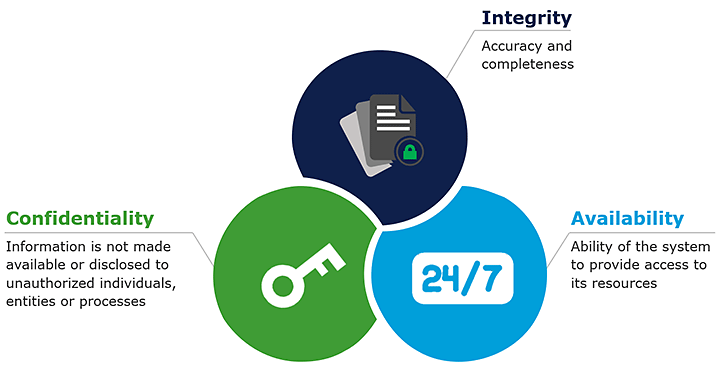 Integrity
Accuracy and
completeness
Confidentiality
Information is not made
available or disclosed to
unauthorized individuals,
entities or processes
24/7
Availability
Ability of the system
to provide access to
its resources